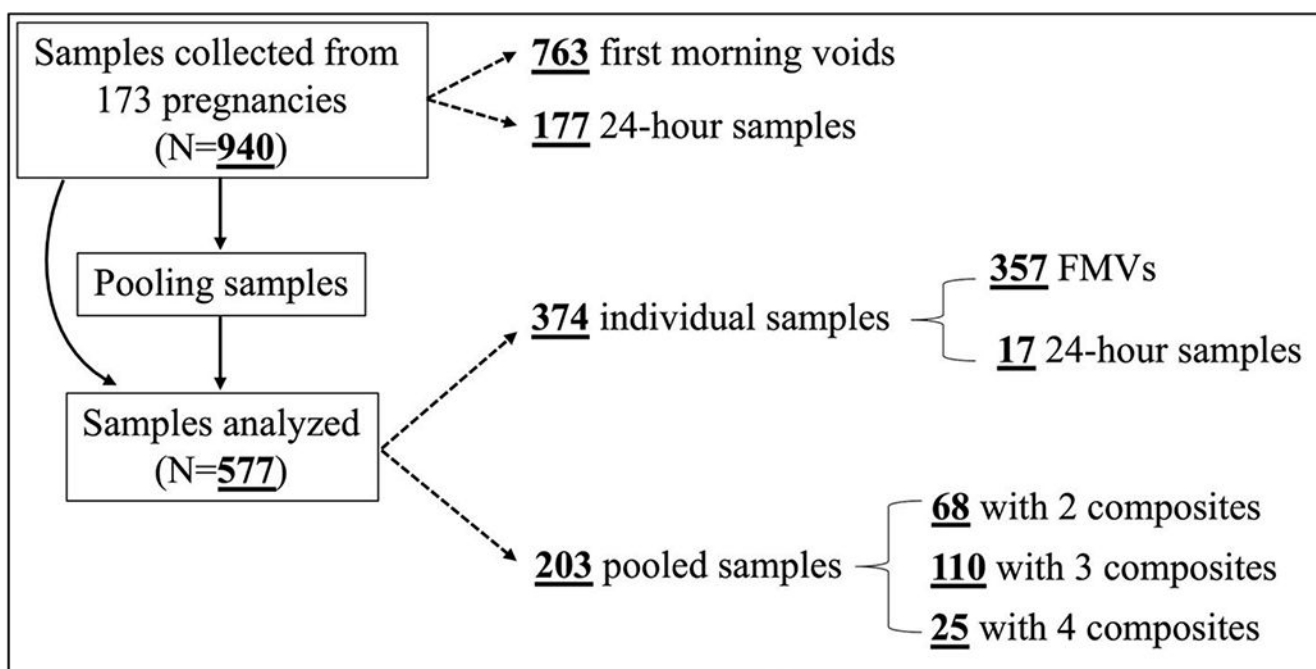 Samples collected from
173 pregnancies
(N=940)
763 first morning voids
177 24-hour samples
Pooling samples
Samples analyzed
(N=577)
374 individual samples
357 FMVs
17 24-hour samples
203 pooled samples
68 with 2 composites
110 with 3 composites
25 with 4 composites